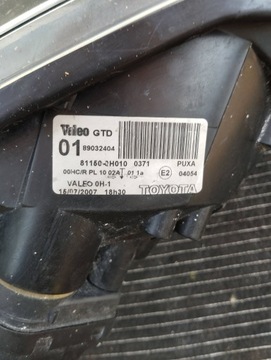 Valeo GTD
01 89032404
81150-0H010 0371 PUXA
00HC/R PL 10 02A 01 1a E2 04054
VALEO 0H-1
15/07/2007 18h30 TOYOTA